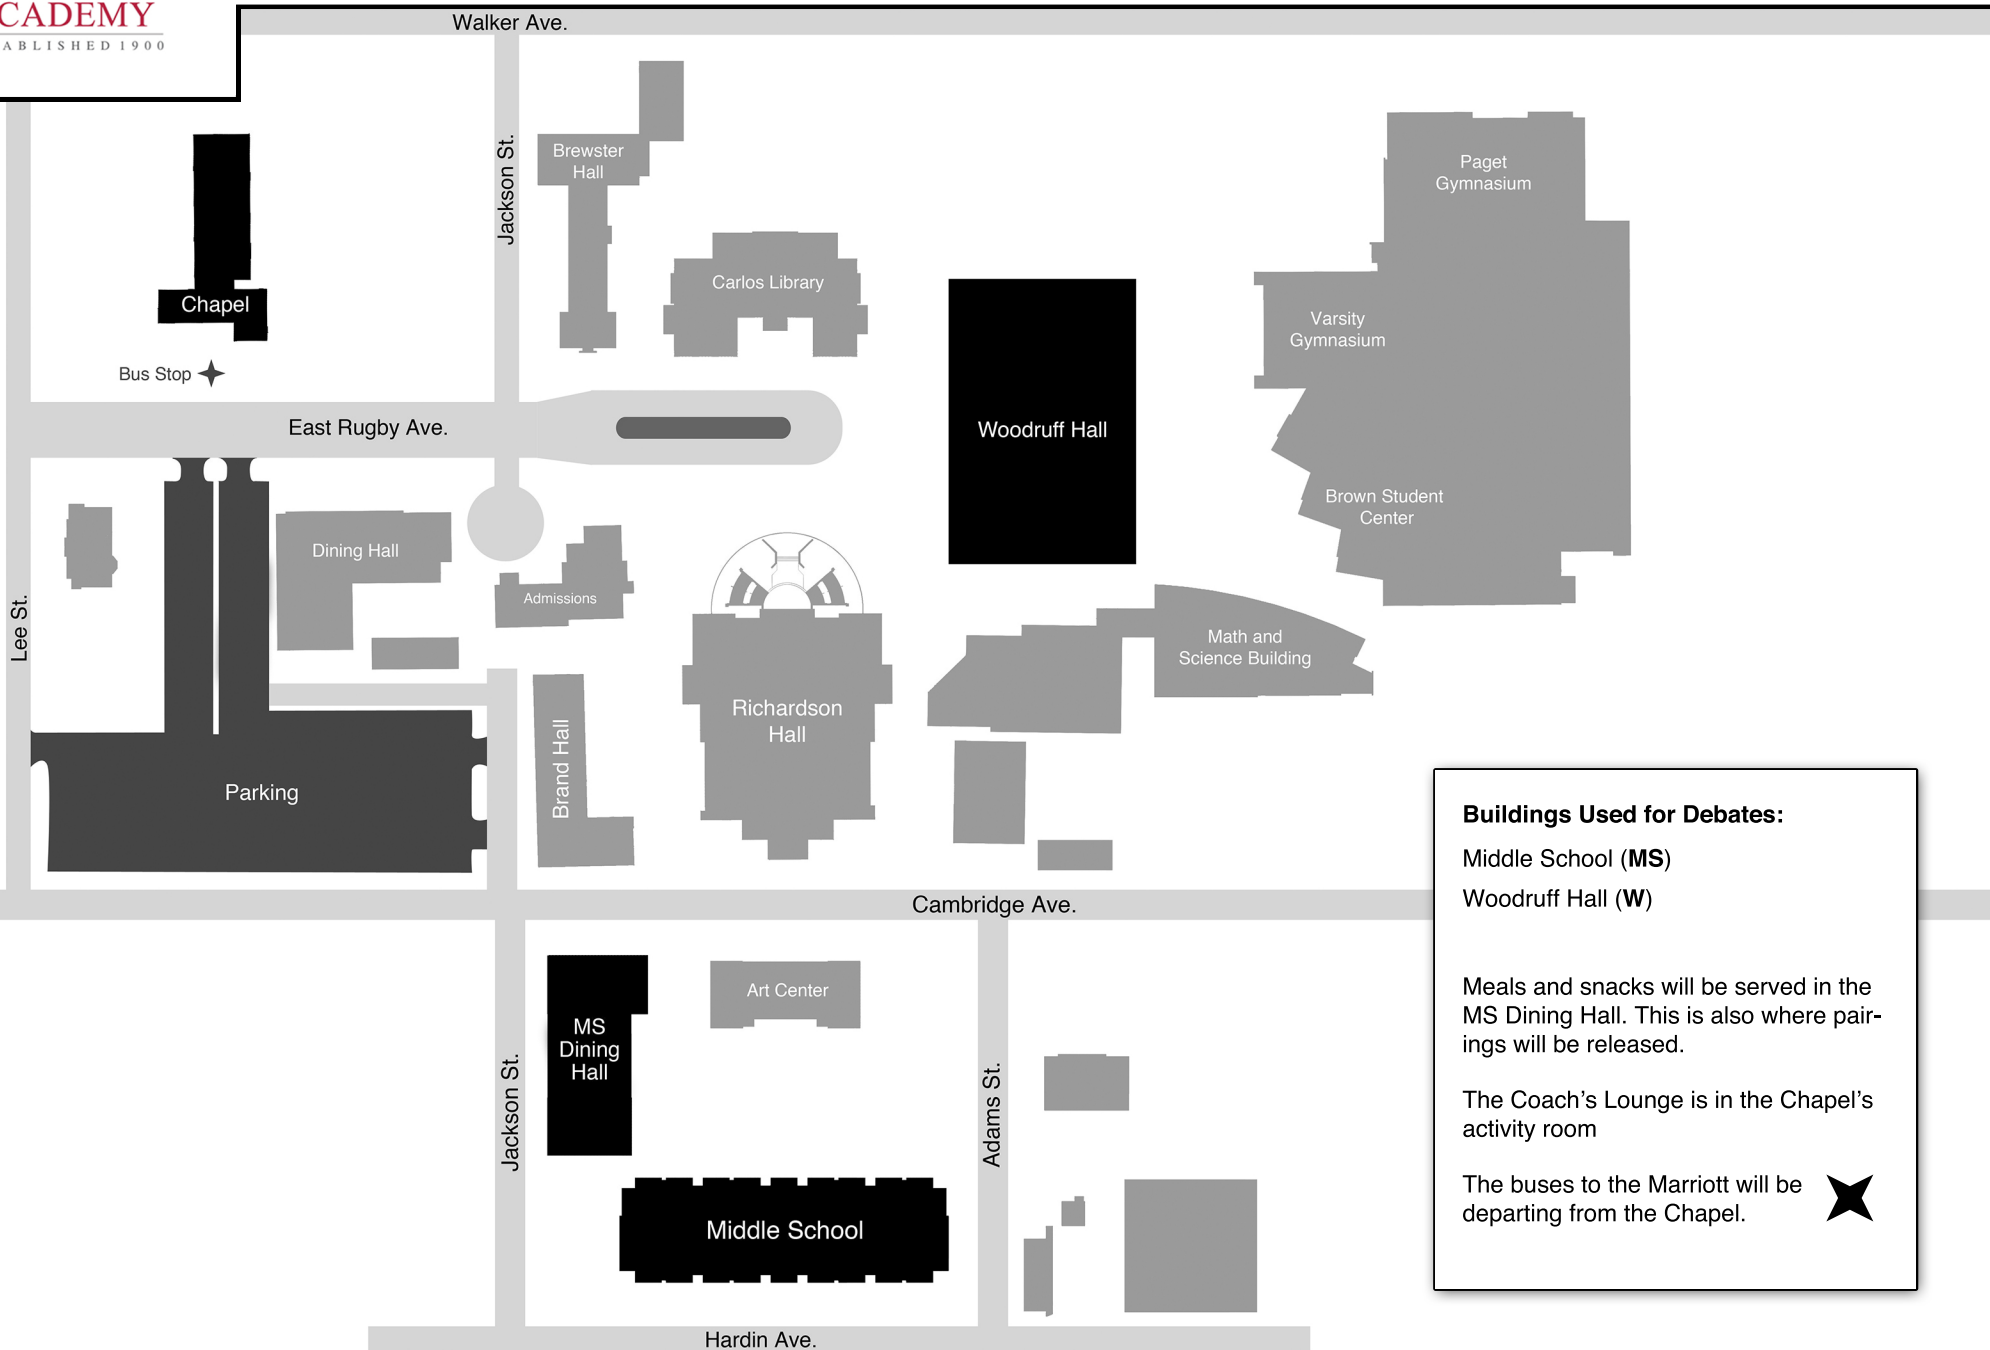 CADEMY
ABLISHED 1900
Walker Ave.
Jackson St.
Brewster
Hall
Paget
Gymnasium
Carlos Library
Chapel
Varsity
Gymnasium
Bus Stop
East Rugby Ave.
Woodruff Hall
Brown Student
Center
Dining Hall
Admissions
Lee St.
Math and
Science Building
Richardson
Hall
Brand Hall
Parking
Cambridge Ave.
Art Center
MS
Dining
Hall
Jackson St.
Adams St.
Middle School
Hardin Ave.
Buildings Used for Debates:
Middle School (MS)
Woodruff Hall (W)
Meals and snacks will be served in the
MS Dining Hall. This is also where pair-
ings will be released.
The Coach’s Lounge is in the Chapel’s
activity room
The buses to the Marriott will be
departing from the Chapel.